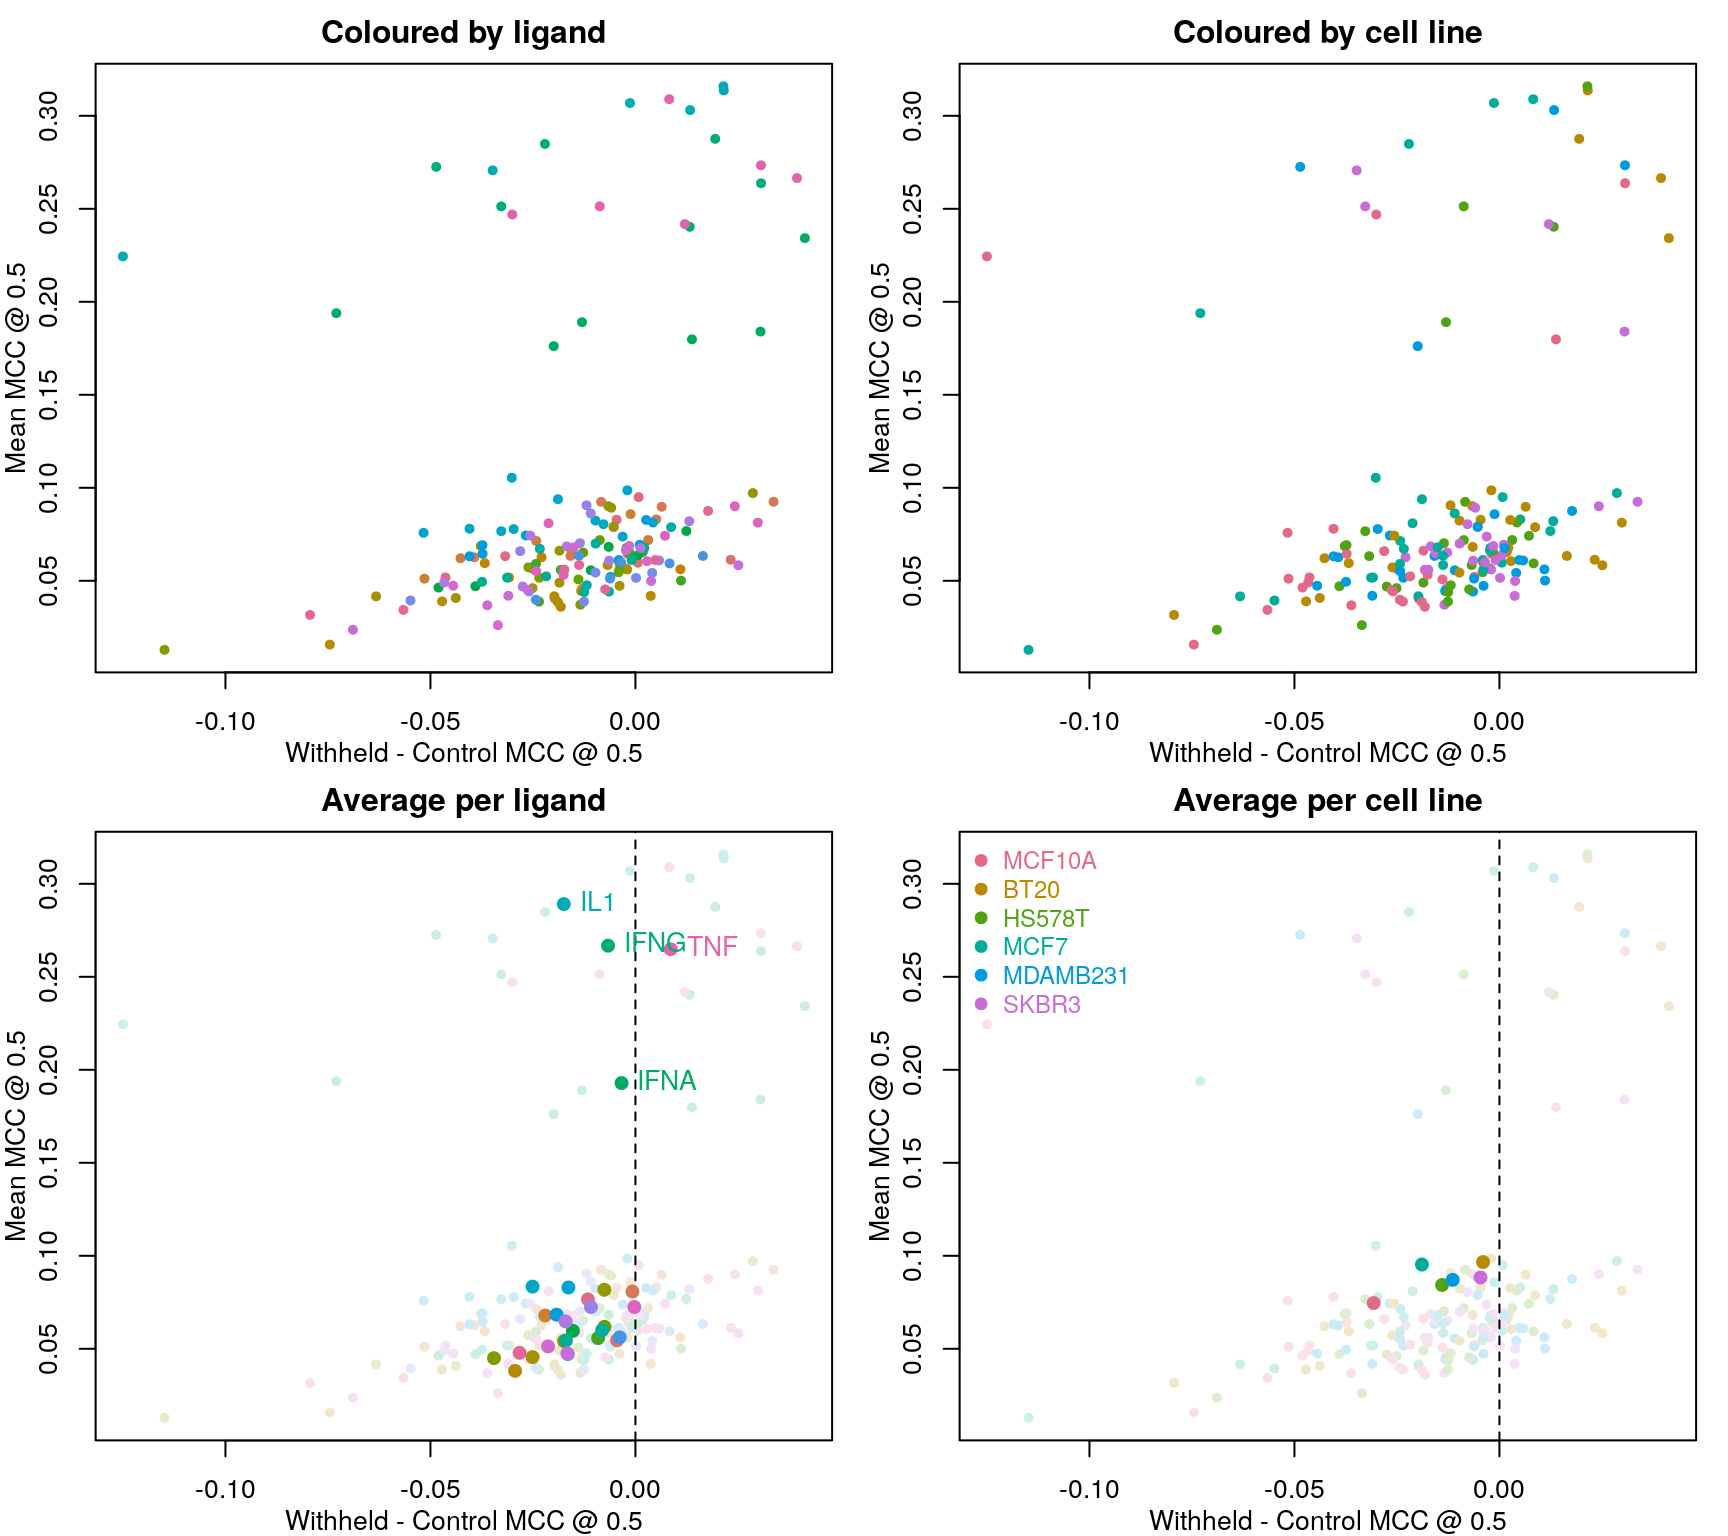 Coloured by ligand
Mean MCC @ 0.5
0.30
0.25
0.20
0.15
0.10
0.05
-0.10
-0.05
0.00
Withheld - Control MCC @ 0.5
Coloured by cell line
Mean MCC @ 0.5
0.30
0.25
0.20
0.15
0.10
0.05
-0.10
-0.05
0.00
Withheld - Control MCC @ 0.5
Average per ligand
Mean MCC @ 0.5
0.30
0.25
0.20
0.15
0.10
0.05
IL1
IFNG
TNF
IFNA
-0.10
-0.05
0.00
Withheld - Control MCC @ 0.5
Average per cell line
Mean MCC @ 0.5
0.30
0.25
0.20
0.15
0.10
0.05
MCF10A
BT20
HS578T
MCF7
MDAMB231
SKBR3
-0.10
-0.05
0.00
Withheld - Control MCC @ 0.5